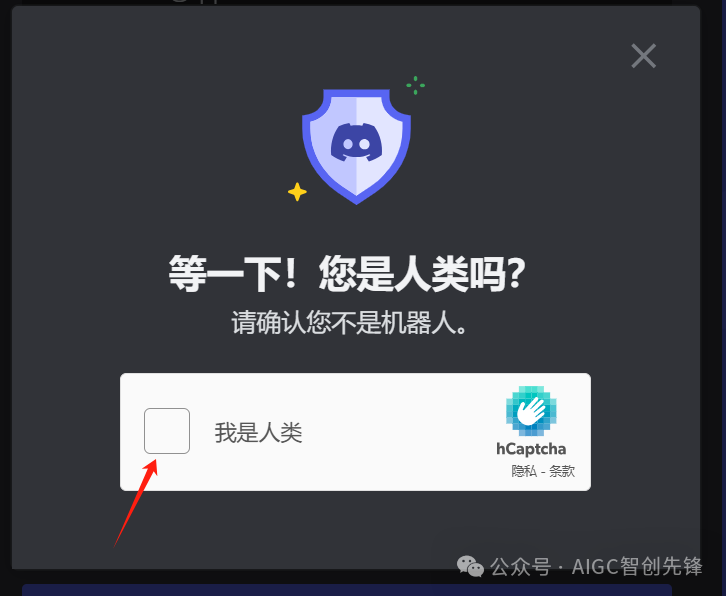 等一下！您是人类吗？
请确认您不是机器人。
我是人类
hCaptcha
隐私 - 条款
公众号 · AIGC智创先锋